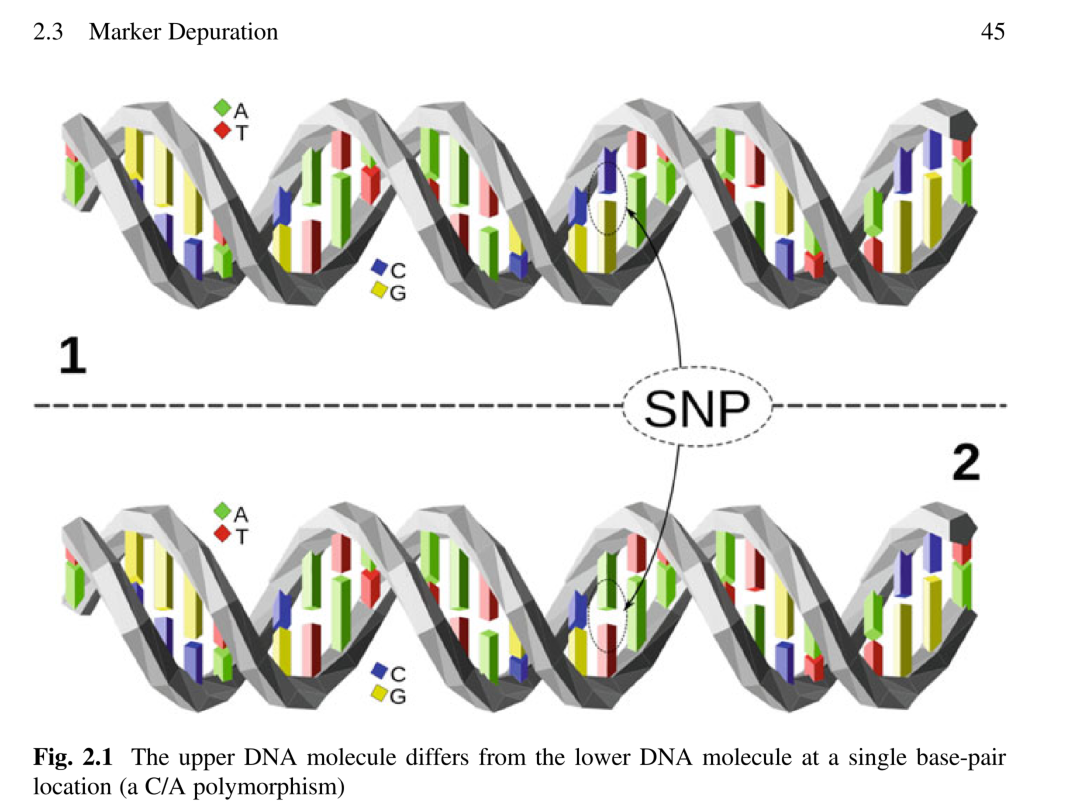 2.3 Marker Depuration 45
A
T
C
G
1
SNP
2
A
T
C
G
Fig. 2.1 The upper DNA molecule differs from the lower DNA molecule at a single base-pair
location (a C/A polymorphism)